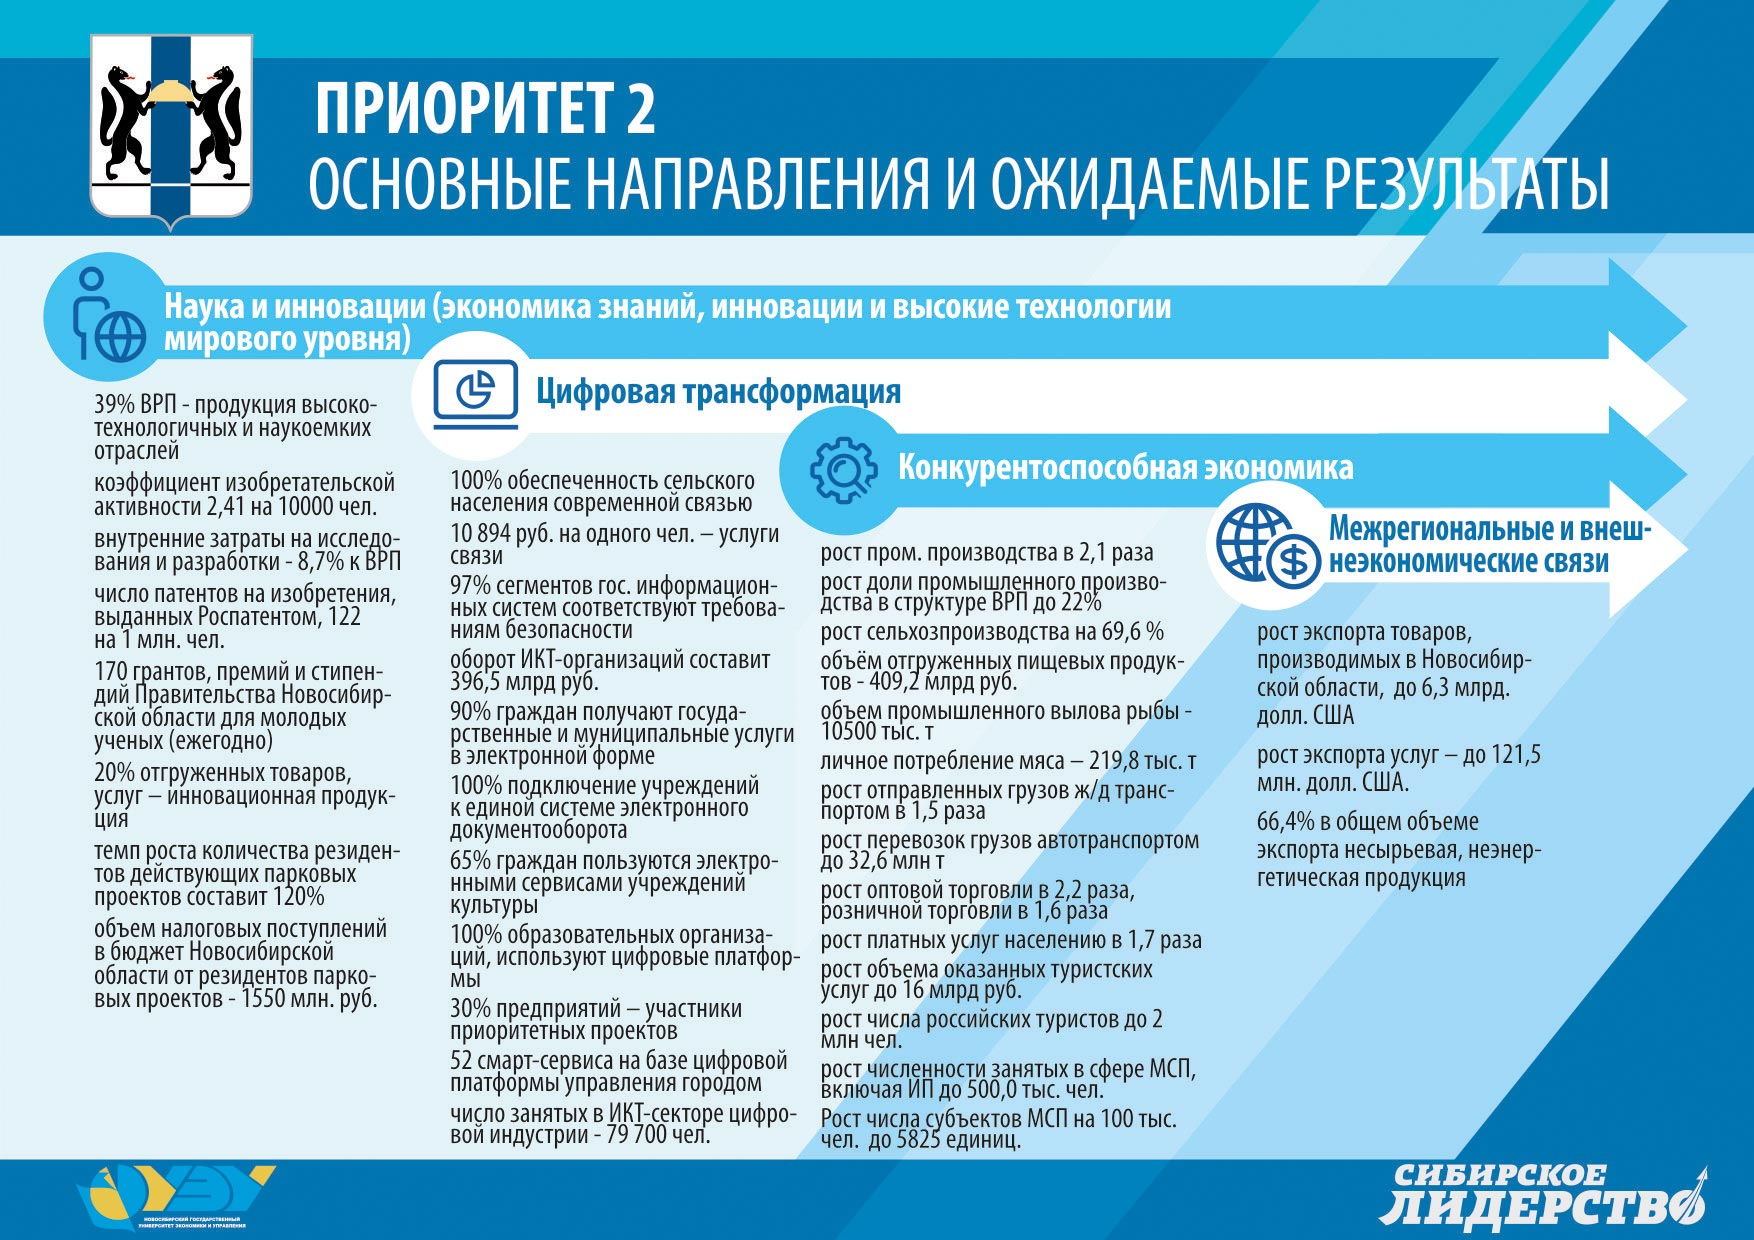 ПРИОРИТЕТ 2
ОСНОВНЫЕ НАПРАВЛЕНИЯ И ОЖИДАЕМЫЕ РЕЗУЛЬТАТЫ
Наука и инновации (экономика знаний, инновации и высокие технологии
мирового уровня)
39% ВРП - продукция высоко-
технологичных и наукоемких
отраслей
коэффициент изобретательской
активности 2,41 на 10000 чел.
внутренние затраты на исследо-
вания и разработки - 8,7% к ВРП
число патентов на изобретения,
выданных Роспатентом, 122
на 1 млн. чел.
170 грантов, премий и стипен-
дий Правительства Новосибир-
ской области для молодых
ученых (ежегодно)
20% отгруженных товаров,
услуг – инновационная продук-
ция
темп роста количества резиден-
тов действующих парковых
проектов составит 120%
объем налоговых поступлений
в бюджет Новосибирской
области от резидентов парко-
вых проектов - 1550 млн. руб.
Цифровая трансформация
100% обеспеченность сельского
населения современной связью
10 894 руб. на одного чел. – услуги
связи
97% сегментов гос. информацион-
ных систем соответствуют требова-
ниям безопасности
оборот ИКТ-организаций составит
396,5 млрд руб.
90% граждан получают госуда-
рственные и муниципальные услуги
в электронной форме
100% подключение учреждений
к единой системе электронного
документооборота
65% граждан пользуются электро-
нными сервисами учреждений
культуры
100% образовательных организа-
ций, используют цифровые платфор-
мы
30% предприятий – участники
приоритетных проектов
52 смарт-сервиса на базе цифровой
платформы управления городом
число занятых в ИКТ-секторе цифро-
вой индустрии - 79 700 чел.
Конкурентоспособная экономика
рост пром. производства в 2,1 раза
рост доли промышленного произво-
дства в структуре ВРП до 22%
рост сельхозпроизводства на 69,6 %
объём отгруженных пищевых продук-
тов - 409,2 млрд руб.
объем промышленного вылова рыбы -
10500 тыс. т
личное потребление мяса – 219,8 тыс. т
рост отправленных грузов ж/д транс-
портом в 1,5 раза
рост перевозок грузов автотранспортом
до 32,6 млн т
рост оптовой торговли в 2,2 раза,
розничной торговли в 1,6 раза
рост платных услуг населению в 1,7 раза
рост объема оказанных туристских
услуг до 16 млрд руб.
рост числа российских туристов до 2
млн чел.
рост численности занятых в сфере МСП,
включая ИП до 500,0 тыс. чел.
Рост числа субъектов МСП на 100 тыс.
чел. до 5825 единиц.
Межрегиональные и внеш-
неэкономические связи
рост экспорта товаров,
производимых в Новосибир-
ской области, до 6,3 млрд.
долл. США
рост экспорта услуг – до 121,5
млн. долл. США.
66,4% в общем объеме
экспорта несырьевая, неэнер-
гетическая продукция
НОВОСИБИРСКИЙ ГОСУДАРСТВЕННЫЙ
УНИВЕРСИТЕТ ЭКОНОМИКИ И УПРАВЛЕНИЯ
СИБИРСКОЕ
ЛИДЕРСТВО